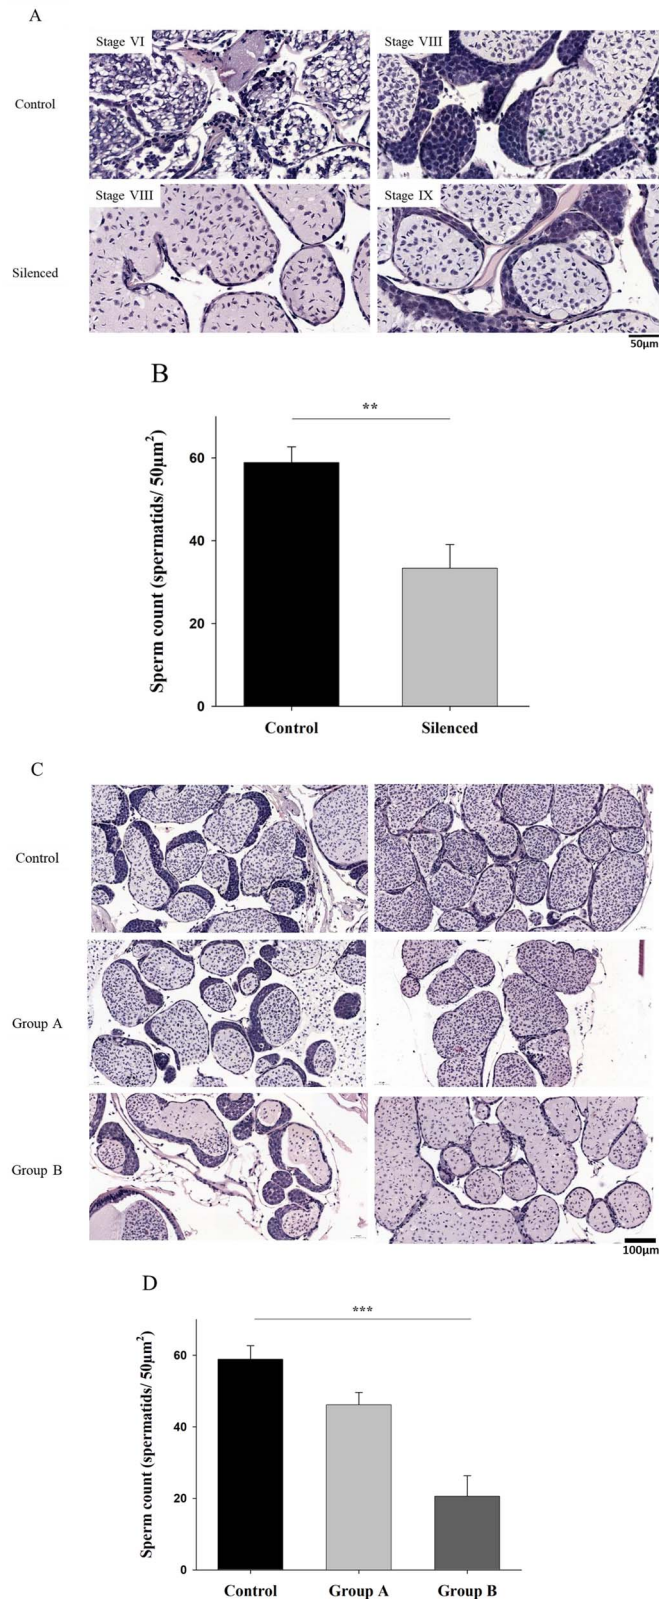 A
Stage VI
Stage VIII
Control
Stage VIII
Stage IX
Silenced
50µm
B
**
Sperm count (spermatids/ 50µm²)
60
40
20
0
Control
Silenced
C
Control
Group A
Group B
100µm
D
***
Sperm count (spermatids/ 50µm²)
60
40
20
0
Control
Group A
Group B